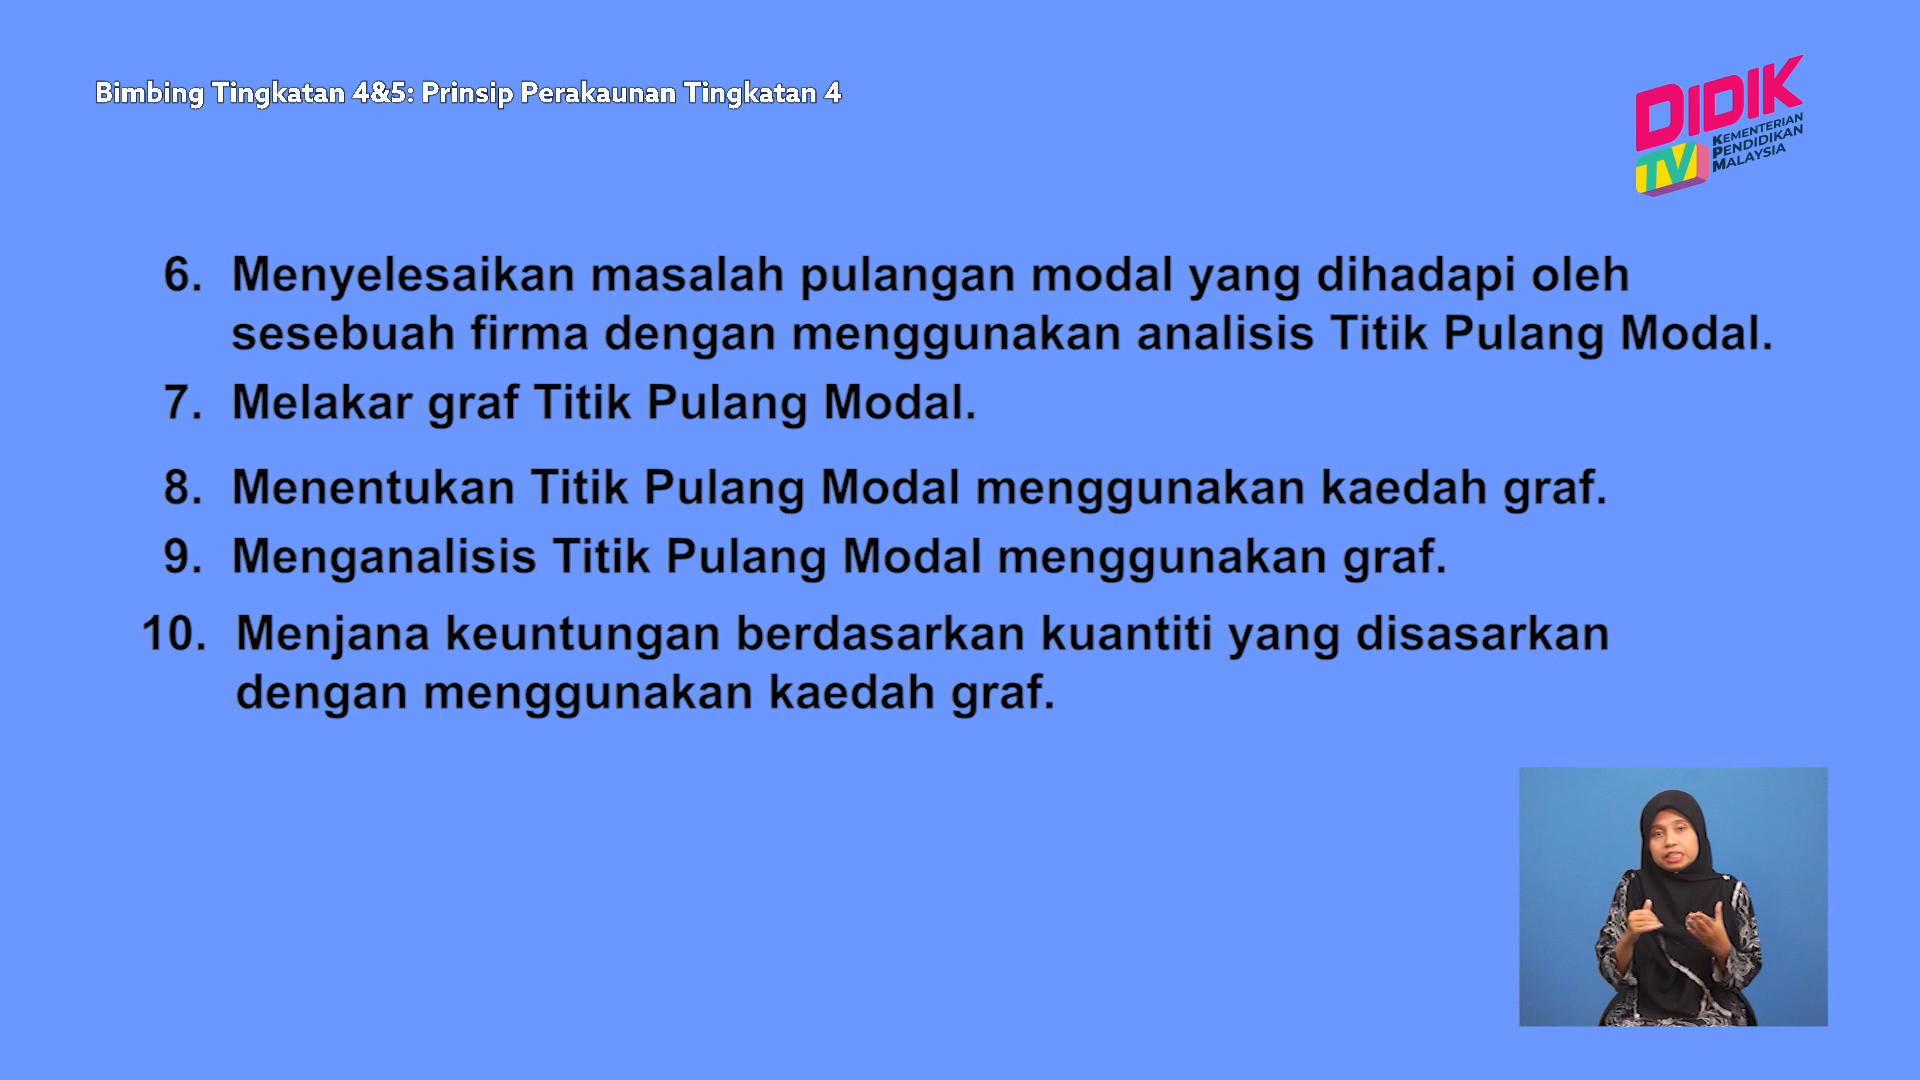 Bimbing Tingkatan 4&5: Prinsip Perakaunan Tingkatan 4
DIDIK
TV
KEMENTERIAN
PENDIDIKAN
MALAYSIA
6. Menyelesaikan masalah pulangan modal yang dihadapi oleh
sesebuah firma dengan menggunakan analisis Titik Pulang Modal.
7. Melakar graf Titik Pulang Modal.
8. Menentukan Titik Pulang Modal menggunakan kaedah graf.
9. Menganalisis Titik Pulang Modal menggunakan graf.
10. Menjana keuntungan berdasarkan kuantiti yang disasarkan
dengan menggunakan kaedah graf.